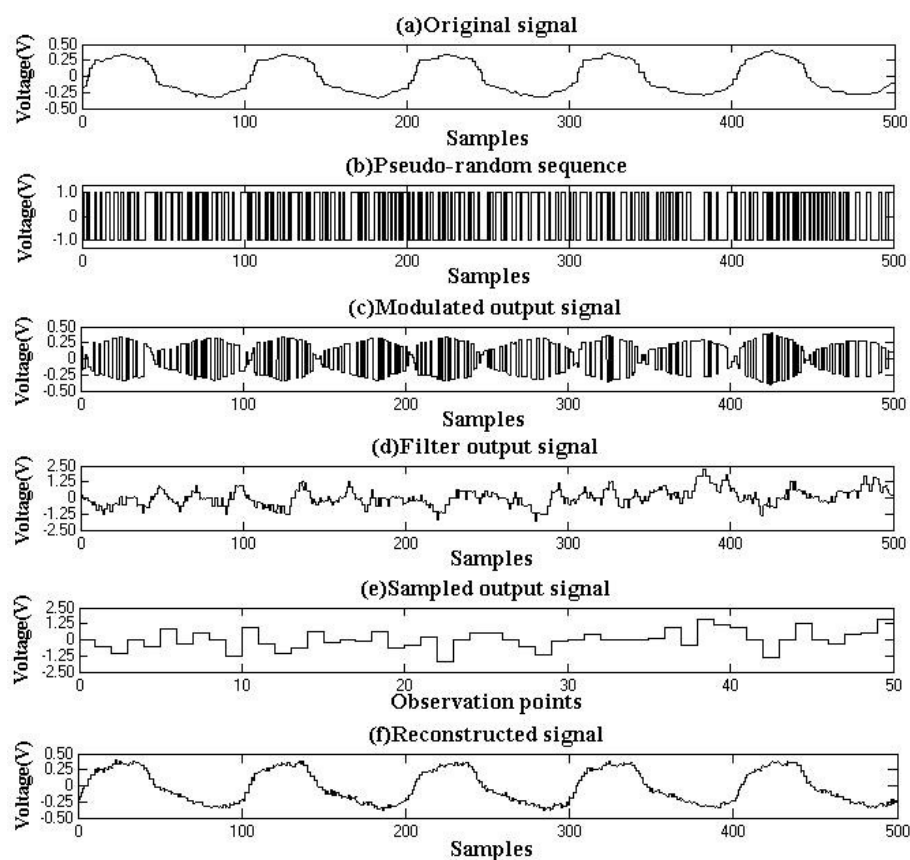 (a)Original signal
Voltage(V)
0.50
0.25
0
-0.25
-0.50
0 100 200 300 400 500
Samples
(b)Pseudo-random sequence
Voltage(V)
1.0
0
-1.0
0 100 200 300 400 500
Samples
(c)Modulated output signal
Voltage(V)
0.50
0.25
0
-0.25
-0.50
0 100 200 300 400 500
Samples
(d)Filter output signal
Voltage(V)
2.50
1.25
0
-1.25
-2.50
0 100 200 300 400 500
Samples
(e)Sampled output signal
Voltage(V)
2.50
1.25
0
-1.25
-2.50
0 10 20 30 40 50
Observation points
(f)Reconstructed signal
Voltage(V)
0.50
0.25
0
-0.25
-0.50
0 100 200 300 400 500
Samples